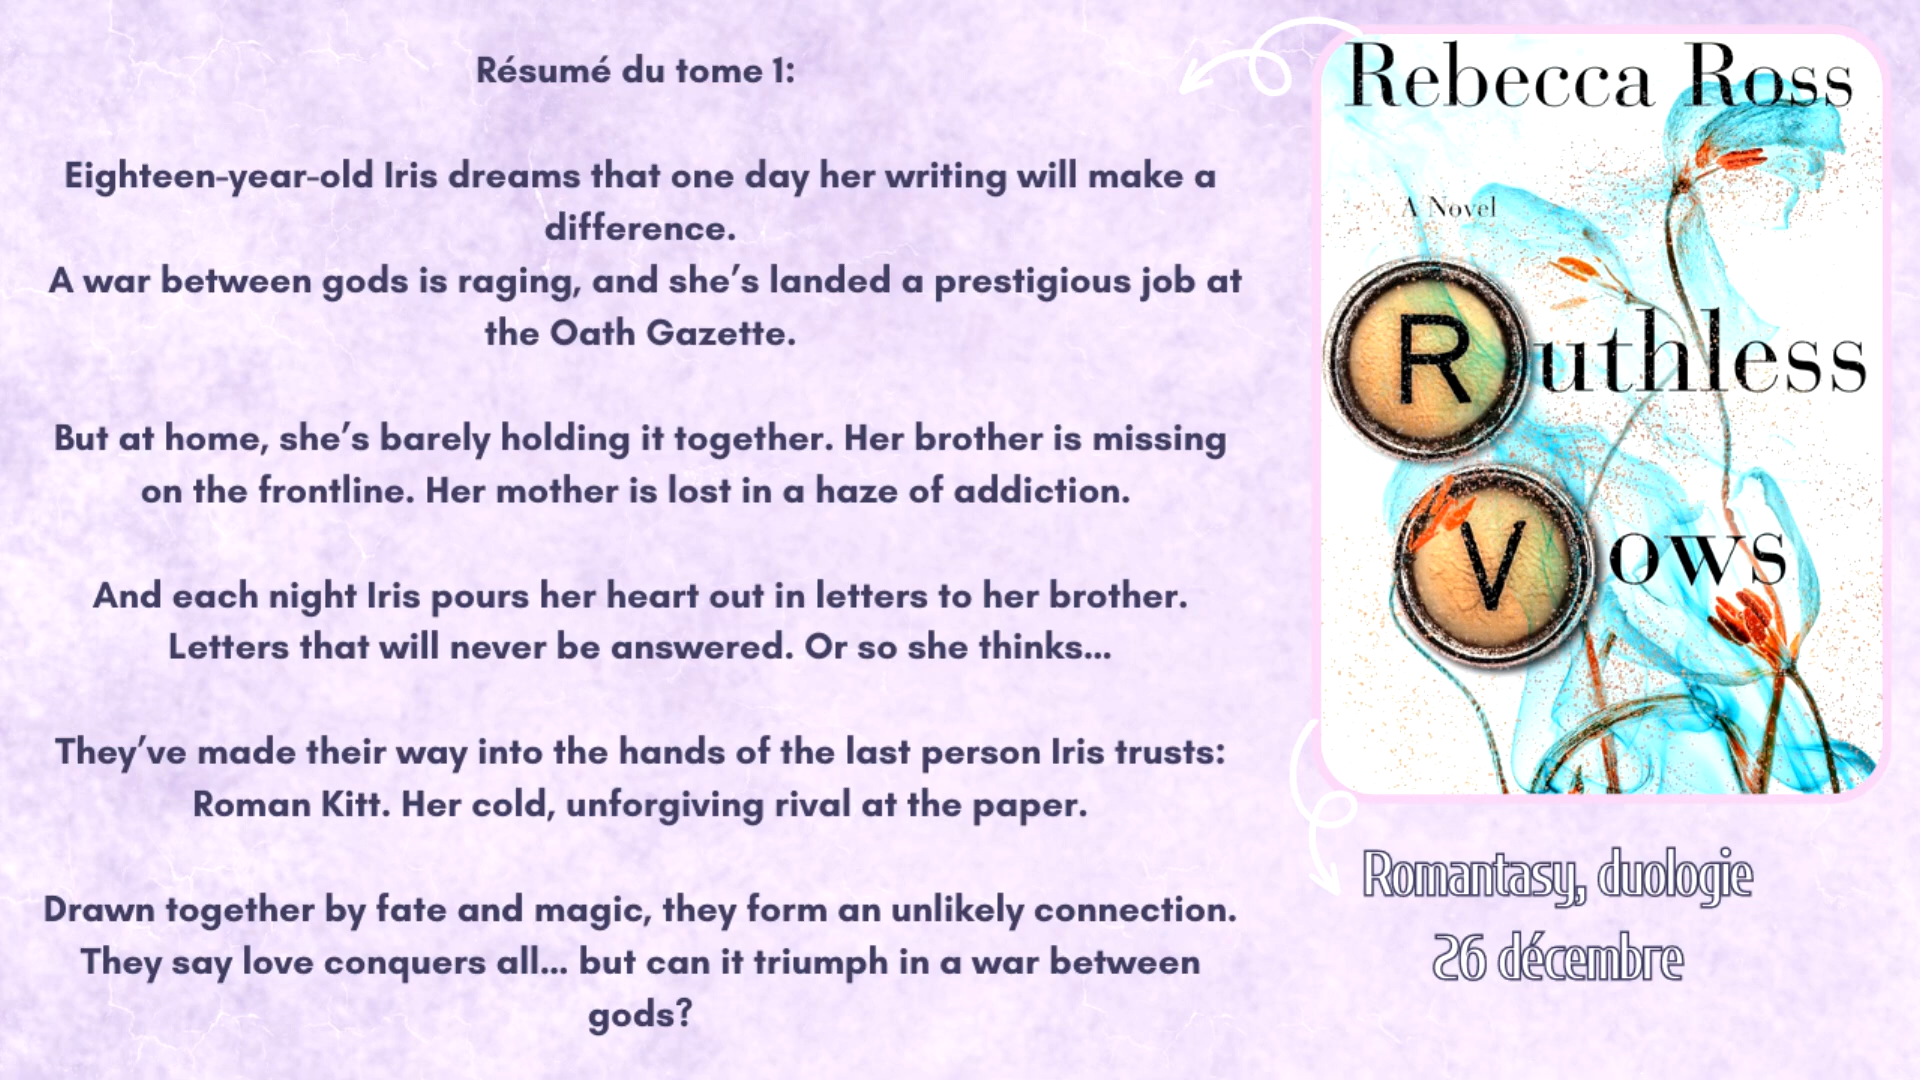 Résumé du tome 1:
Eighteen-year-old Iris dreams that one day her writing will make a
difference.
A war between gods is raging, and she’s landed a prestigious job at
the Oath Gazette.
But at home, she’s barely holding it together. Her brother is missing
on the frontline. Her mother is lost in a haze of addiction.
And each night Iris pours her heart out in letters to her brother.
Letters that will never be answered. Or so she thinks...
They’ve made their way into the hands of the last person Iris trusts:
Roman Kitt. Her cold, unforgiving rival at the paper.
Drawn together by fate and magic, they form an unlikely connection.
They say love conquers all... but can it triumph in a war between
gods?
Rebecca Ross
A Novel
Ruthless
Vows
Romantasy, duologie
26 décembre